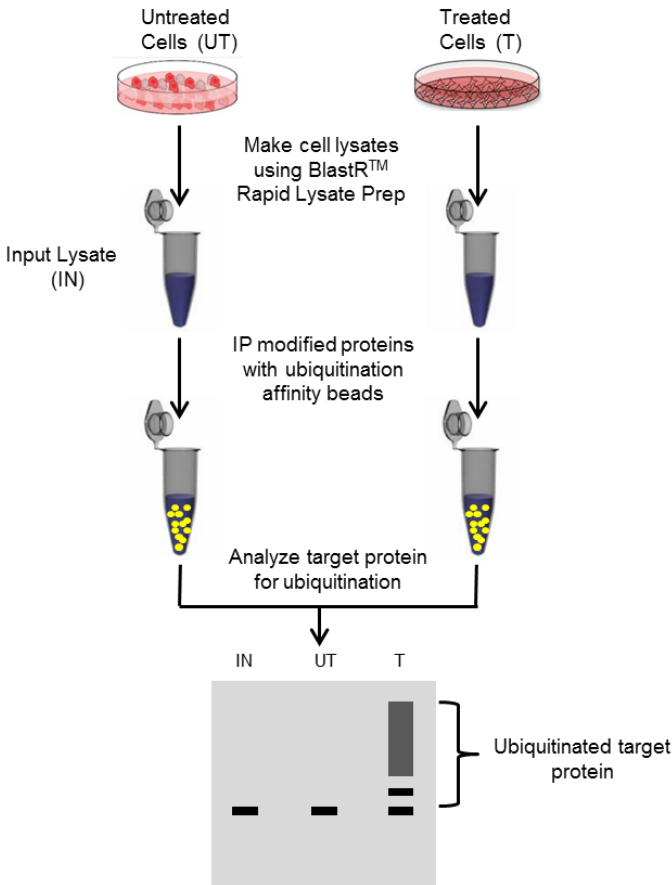 Untreated
Cells (UT)
Treated
Cells (T)
Make cell lysates
using BlastR™
Rapid Lysate Prep
Input Lysate
(IN)
IP modified proteins
with ubiquitination
affinity beads
Analyze target protein
for ubiquitination
IN UT T
Ubiquitinated target
protein